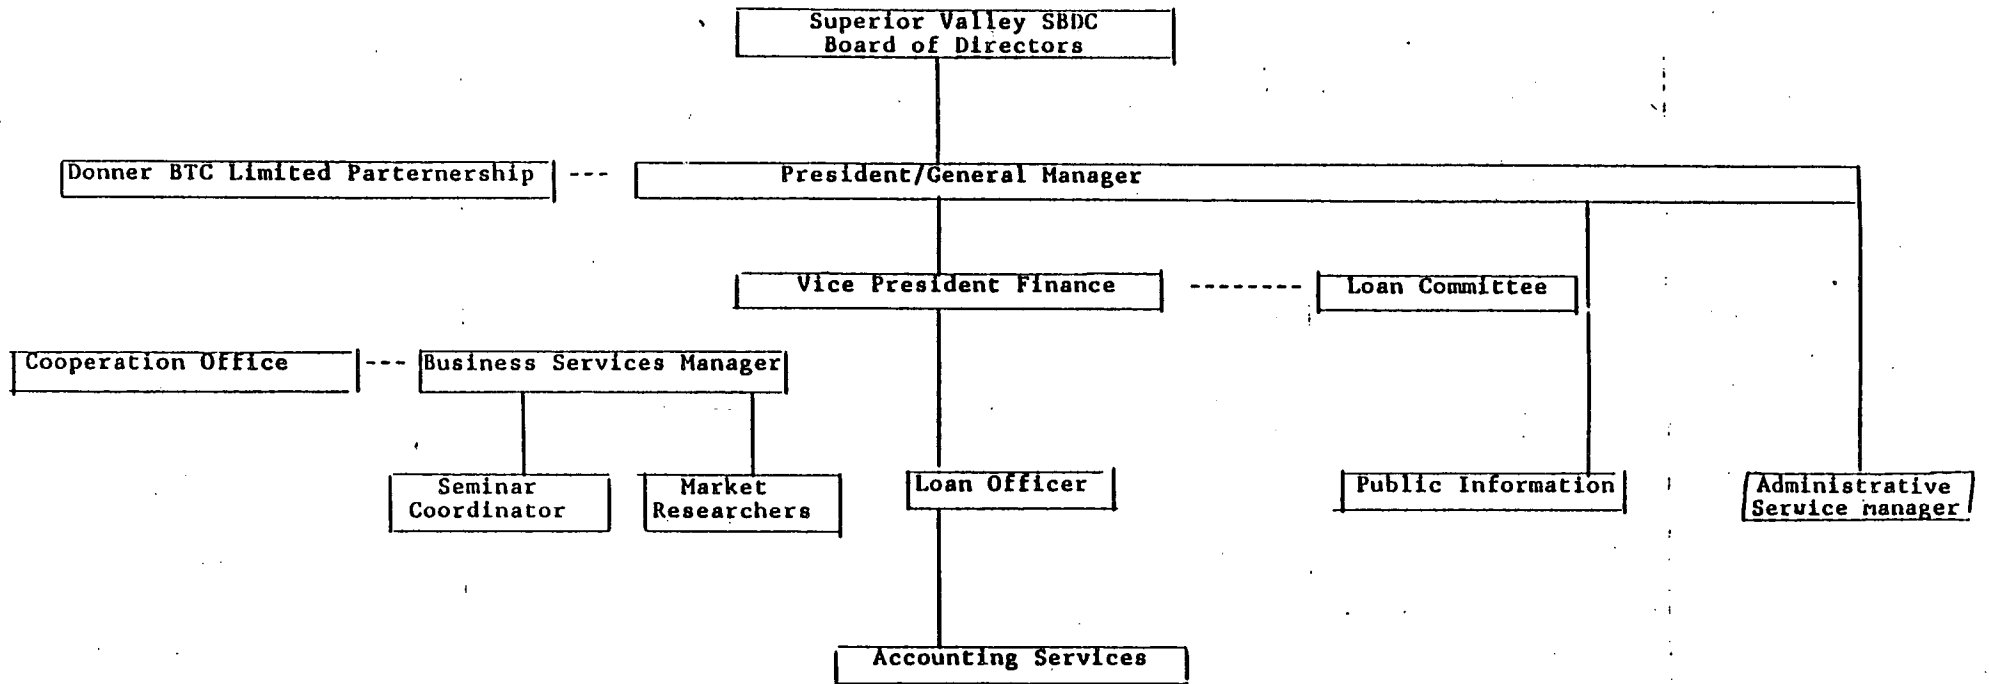 Superior Valley SBDC
Board of Directors
Donner BTC Limited Parternership
President/General Manager
Vice President Finance
Loan Committee
Cooperation Office
Business Services Manager
Seminar
Coordinator
Market
Researchers
Loan Officer
Public Information
Administrative
Service manager
Accounting Services